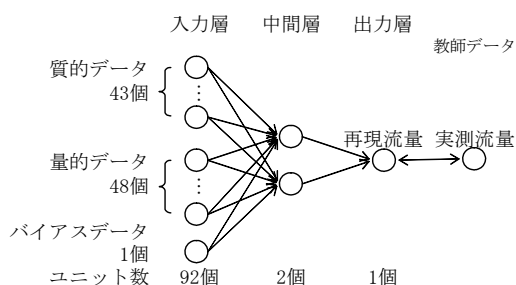 入力層 中間層 出力層
教師データ
質的データ
43個
再現流量 実測流量
量的データ
48個
バイアスデータ
1個
ユニット数 92個 2個 1個